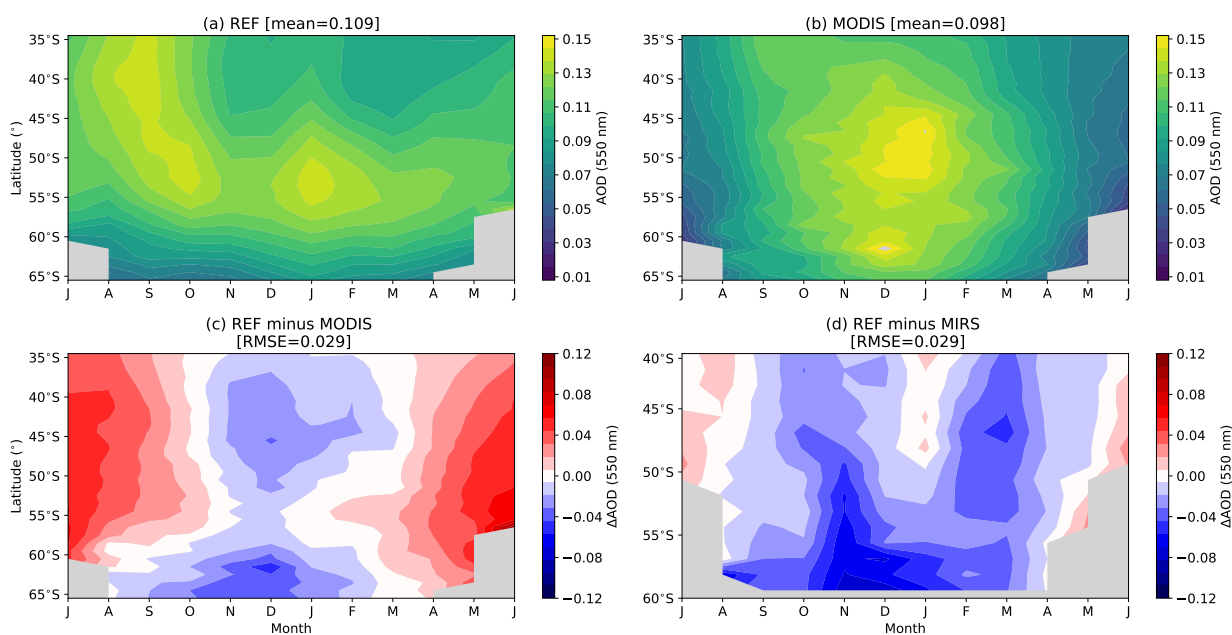 (a) REF [mean=0.109]
35°S
40°S
45°S
50°S
55°S
60°S
65°S
Latitude (°)
J A S O N D J F M A M J
0.15
0.13
0.11
0.09
0.07
0.05
0.03
0.01
AOD (550 nm)
(b) MODIS [mean=0.098]
35°S
40°S
45°S
50°S
55°S
60°S
65°S
J A S O N D J F M A M J
0.15
0.13
0.11
0.09
0.07
0.05
0.03
0.01
AOD (550 nm)
(c) REF minus MODIS
[RMSE=0.029]
35°S
40°S
45°S
50°S
55°S
60°S
65°S
Latitude (°)
J A S O N D J F M A M J
Month
0.12
0.08
0.04
0.00
−0.04
−0.08
−0.12
ΔAOD (550 nm)
(d) REF minus MIRS
[RMSE=0.029]
40°S
45°S
50°S
55°S
60°S
J A S O N D J F M A M J
Month
0.12
0.08
0.04
0.00
−0.04
−0.08
−0.12
ΔAOD (550 nm)